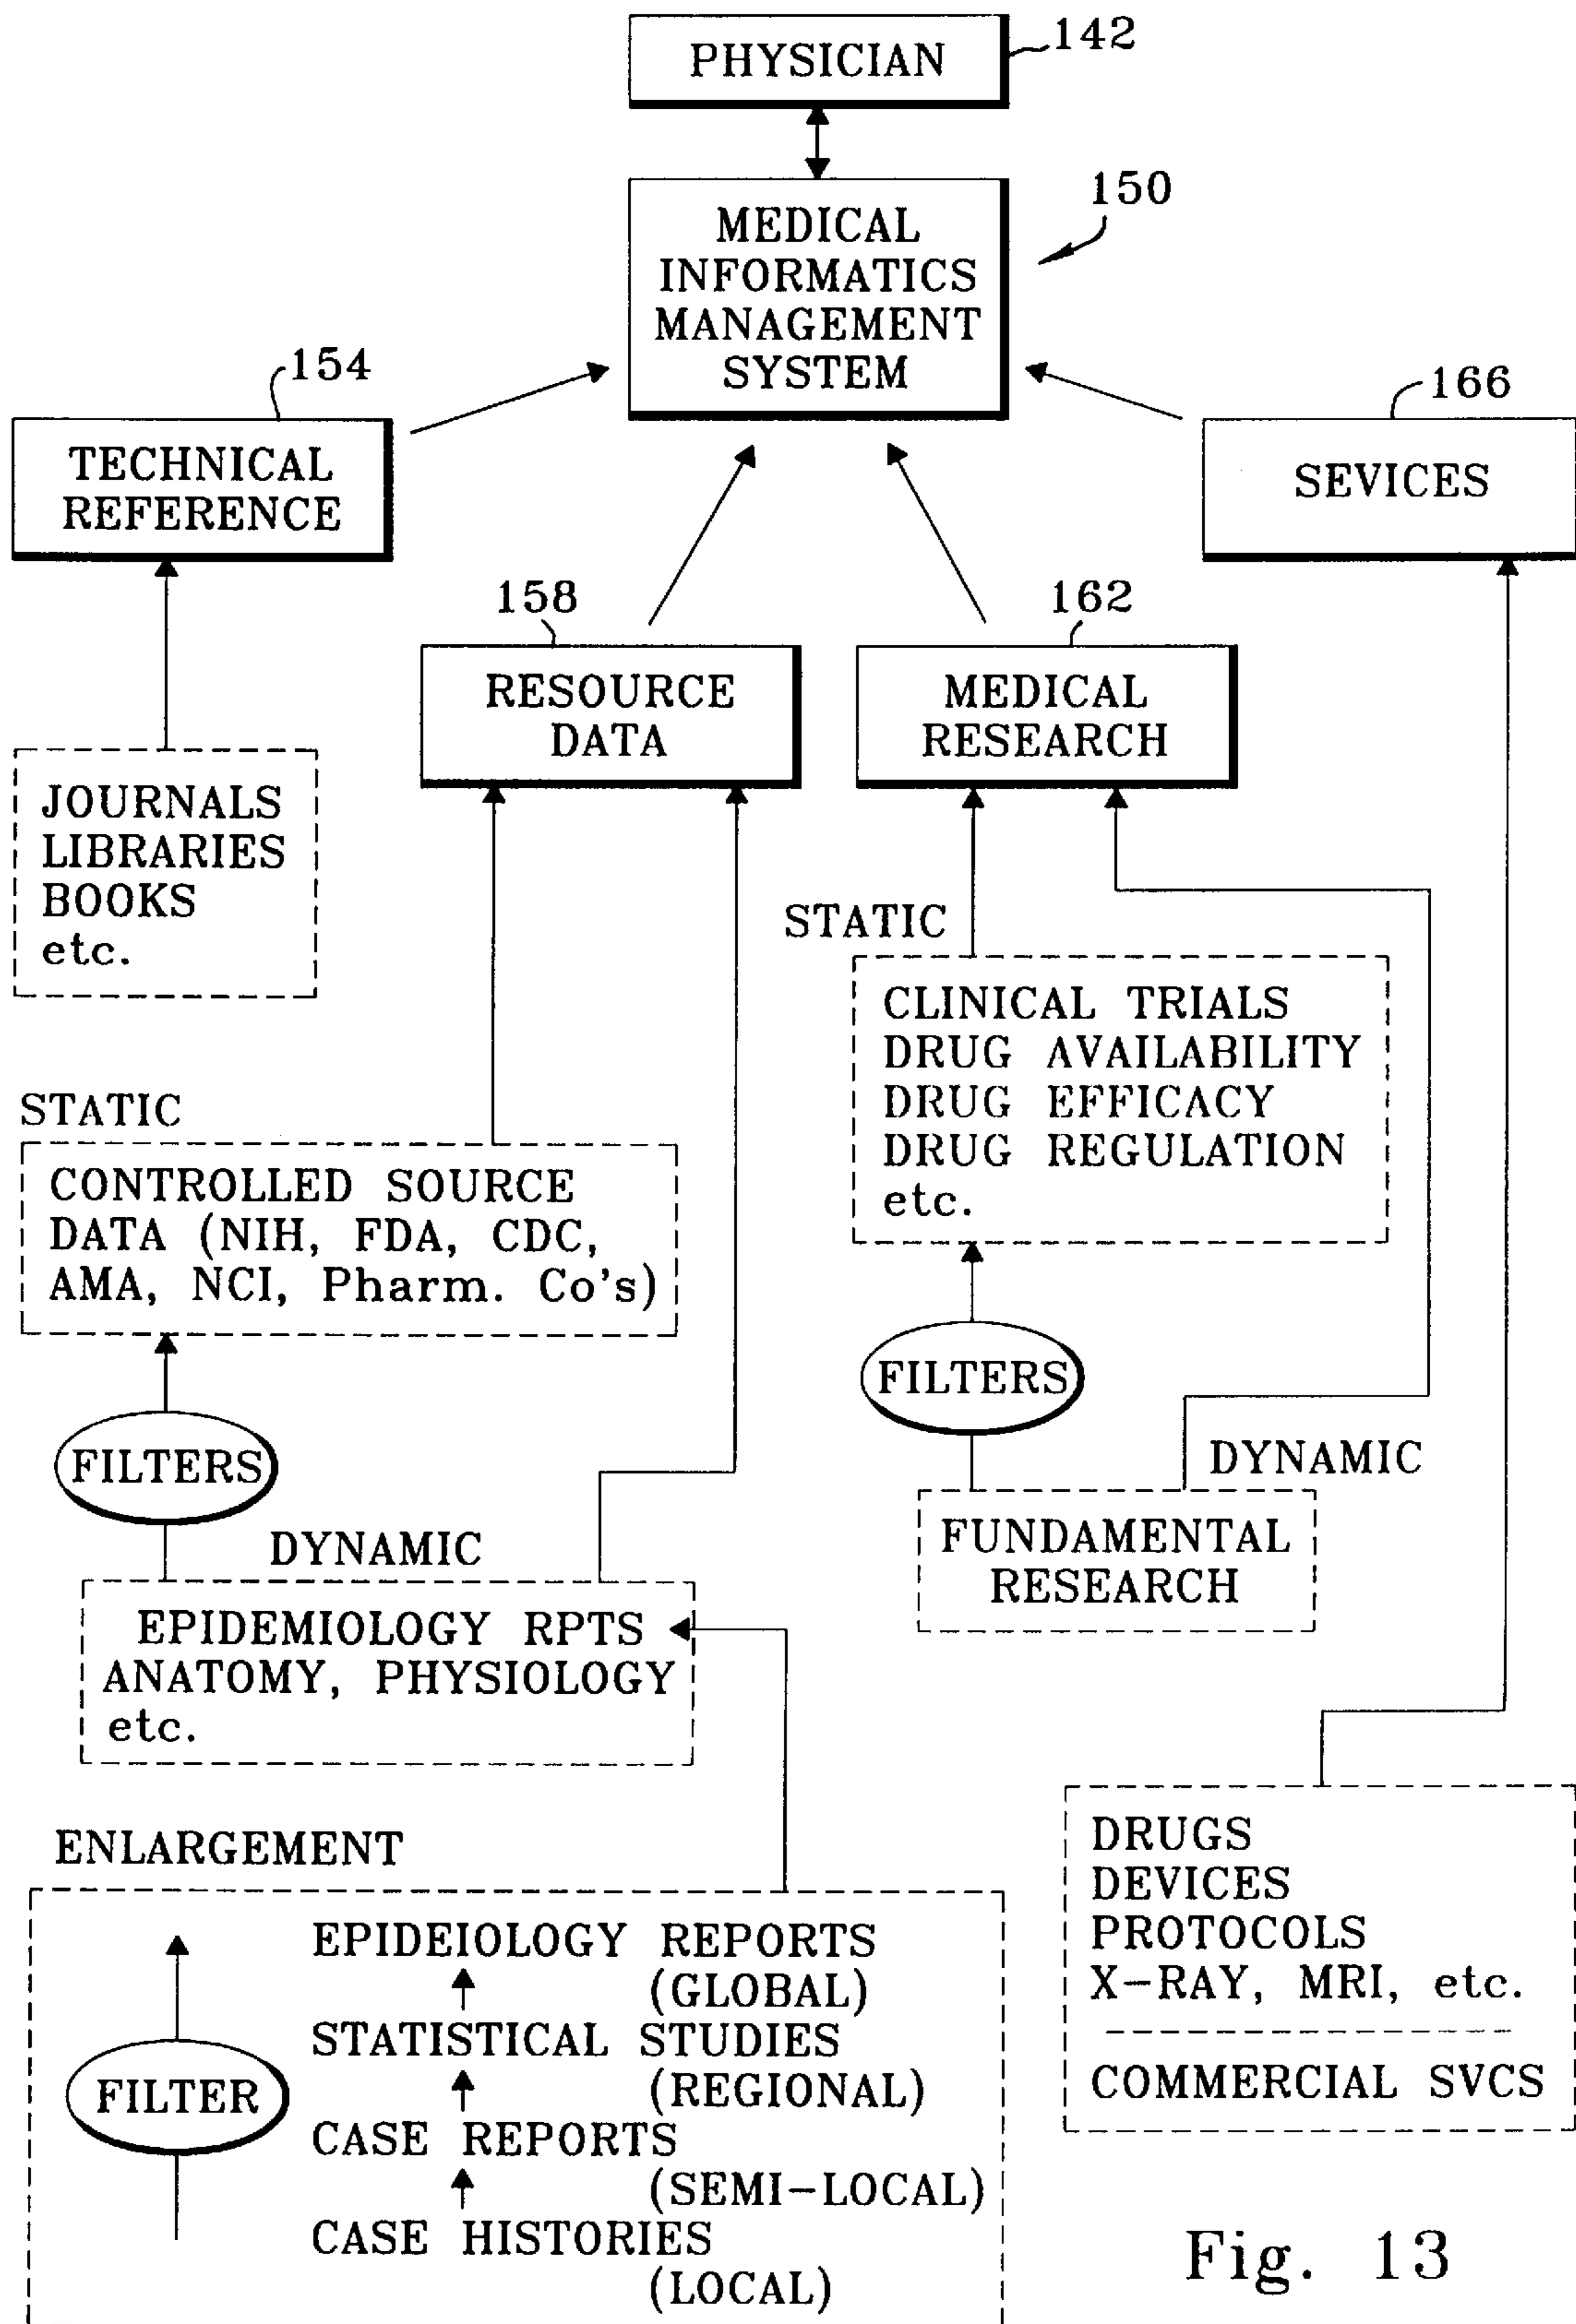 PHYSICIAN
142
MEDICAL
INFORMATICS
MANAGEMENT
SYSTEM
150
154
TECHNICAL
REFERENCE
166
SEVICES
158
RESOURCE
DATA
162
MEDICAL
RESEARCH
JOURNALS
LIBRARIES
BOOKS
etc.
STATIC
CLINICAL TRIALS
DRUG AVAILABILITY
DRUG EFFICACY
DRUG REGULATION
etc.
STATIC
CONTROLLED SOURCE
DATA (NIH, FDA, CDC,
AMA, NCI, Pharm. Co's)
FILTERS
FILTERS
DYNAMIC
FUNDAMENTAL
RESEARCH
DYNAMIC
EPIDEMIOLOGY RPTS
ANATOMY, PHYSIOLOGY
etc.
DRUGS
DEVICES
PROTOCOLS
X-RAY, MRI, etc.
COMMERCIAL SVCS
ENLARGEMENT
FILTER
EPIDEIOLOGY REPORTS
(GLOBAL)
STATISTICAL STUDIES
(REGIONAL)
CASE REPORTS
(SEMI-LOCAL)
CASE HISTORIES
(LOCAL)
Fig. 13